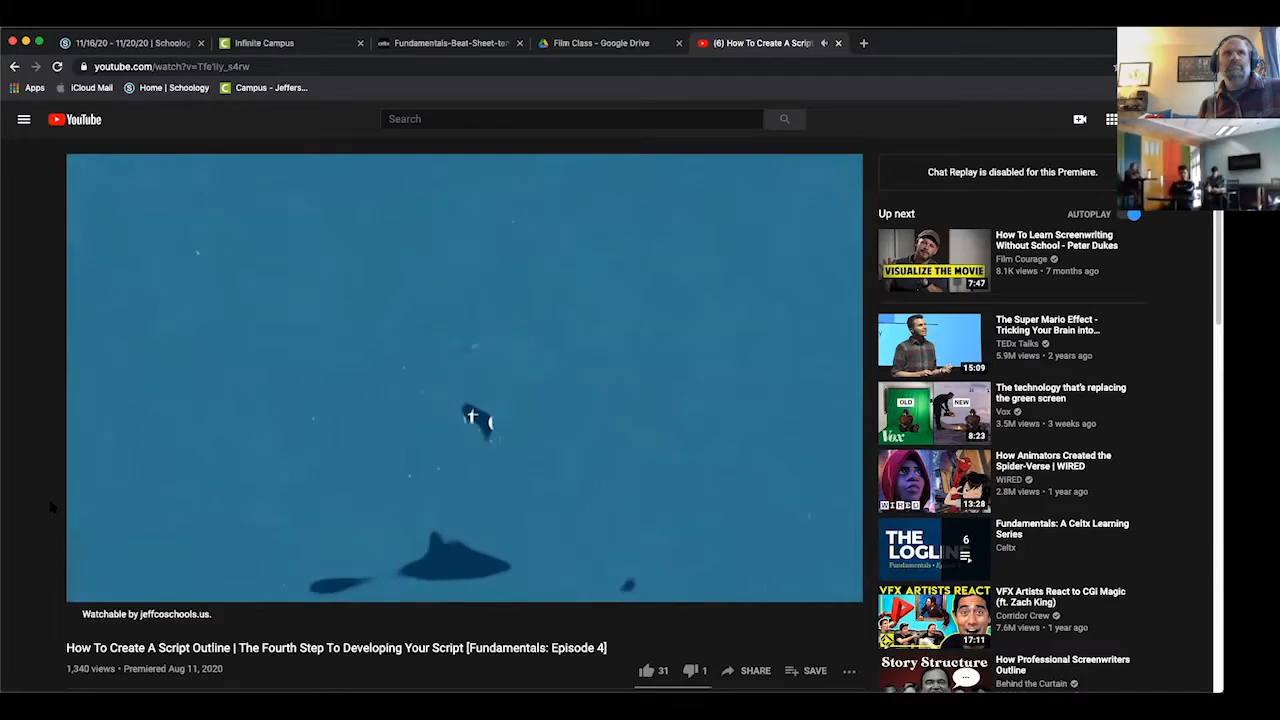 11/16/20 - 11/20/20 | Schoolog
Infinite Campus
Fundamentals-Beat-Sheet-ter
Film Class - Google Drive
(6) How To Create A Script
Apps
iCloud Mail
Home | Schoology
Campus - Jeffers...
YouTube
Search
Chat Replay is disabled for this Premiere.
Up next
AUTOPLAY
VISUALIZE THE MOVIE
7:47
How To Learn Screenwriting
Without School - Peter Dukes
Film Courage
8.1K views • 7 months ago
15:09
The Super Mario Effect -
Tricking Your Brain into...
TEDx Talks
5.9M views • 2 years ago
OLD
NEW
Vox
8:23
The technology that's replacing
the green screen
Vox
3.5M views • 3 weeks ago
WIRED
13:28
How Animators Created the
Spider-Verse | WIRED
WIRED
2.8M views • 1 year ago
THE
Fundamentals
6
Fundamentals: A Celtx Learning
Series
Celtx
VFX ARTISTS REACT
17:11
VFX Artists React to CGI Magic
(ft. Zach King)
Corridor Crew
7.6M views • 1 year ago
Story Structure
How Professional Screenwriters
Outline
Behind the Curtain
Watchable by jeffcoschools.us.
How To Create A Script Outline | The Fourth Step To Developing Your Script [Fundamentals: Episode 4]
1,340 views • Premiered Aug 11, 2020
31
1
SHARE
SAVE